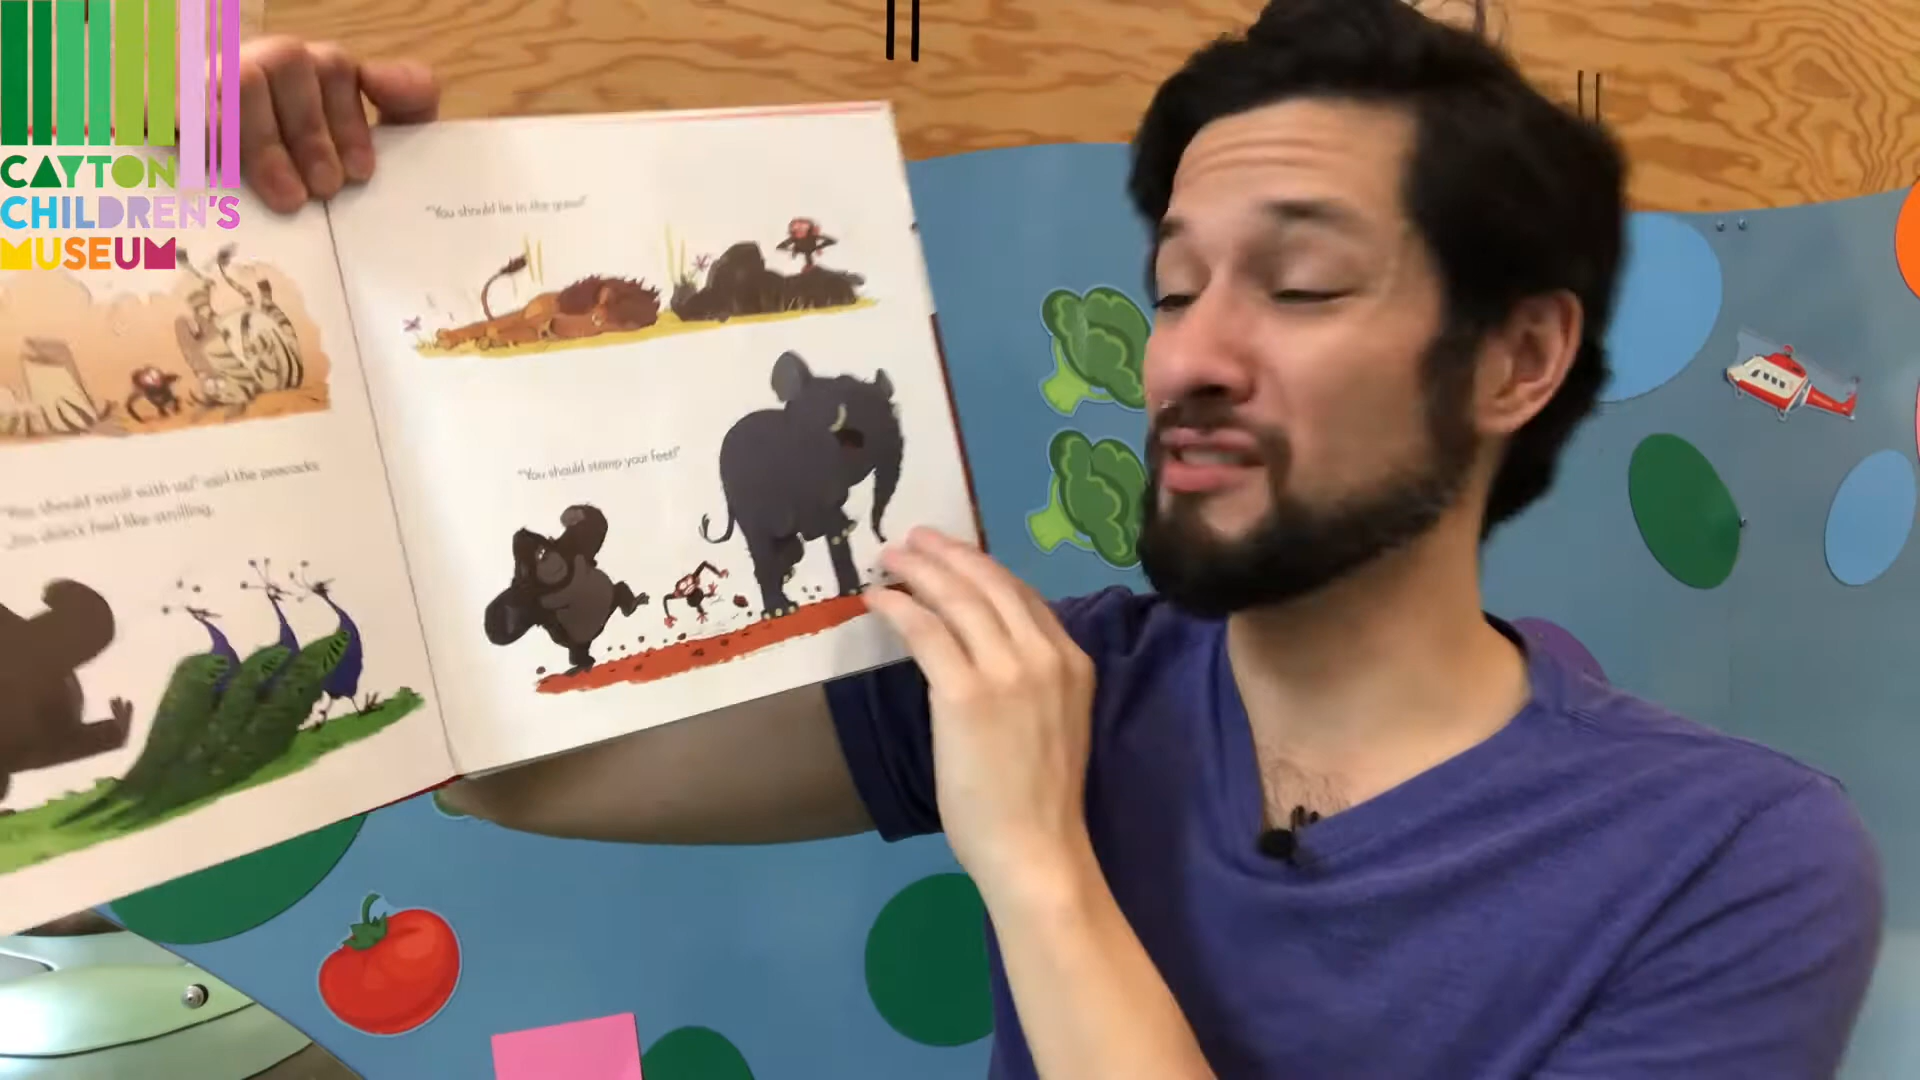 CAYTON
CHILDREN'S
MUSEUM
"You should stroll with us!" said the peacocks.
Jim didn't feel like strolling.
"You should lie in the grass!"
"You should stomp your feet!"